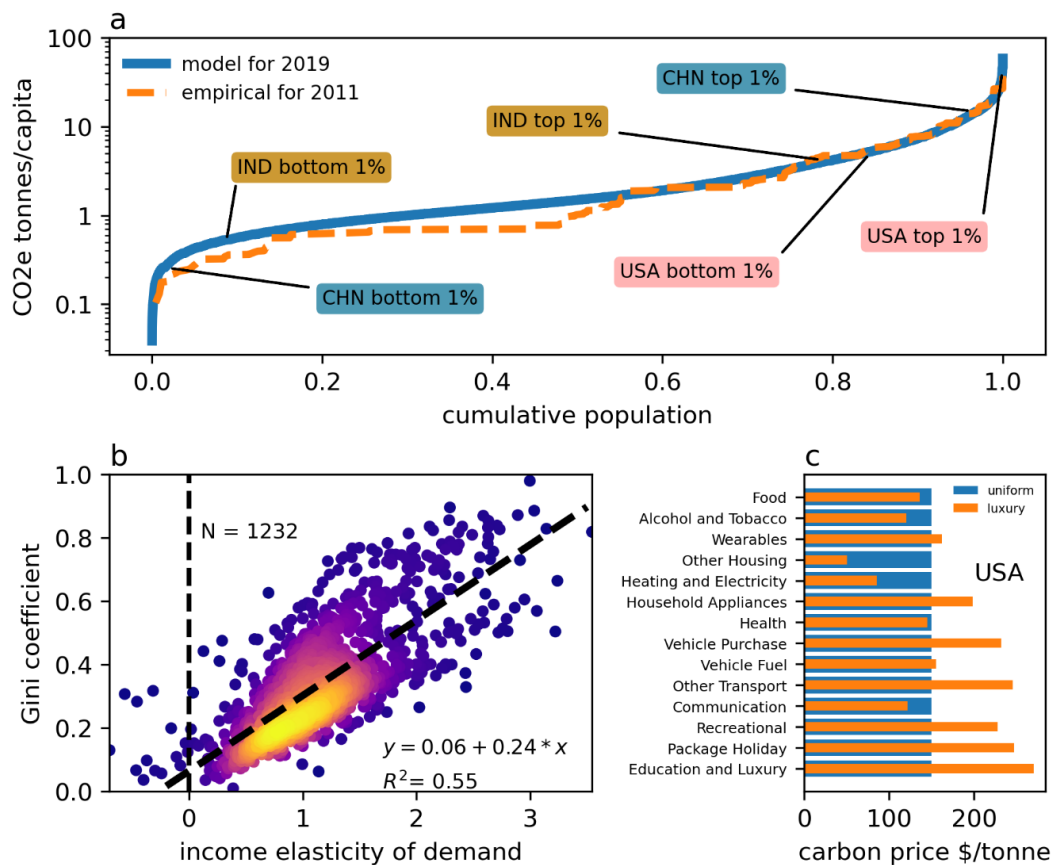 a
CO2e tonnes/capita
100
10
1
0.1
model for 2019
empirical for 2011
CHN top 1%
IND top 1%
IND bottom 1%
USA top 1%
USA bottom 1%
CHN bottom 1%
0.0 0.2 0.4 0.6 0.8 1.0
cumulative population
b
Gini coefficient
1.0
0.8
0.6
0.4
0.2
0.0
N = 1232
y = 0.06 + 0.24 * x
R²= 0.55
0 1 2 3
income elasticity of demand
c
uniform
luxury
USA
Food
Alcohol and Tobacco
Wearables
Other Housing
Heating and Electricity
Household Appliances
Health
Vehicle Purchase
Vehicle Fuel
Other Transport
Communication
Recreational
Package Holiday
Education and Luxury
0 100 200
carbon price $/tonne